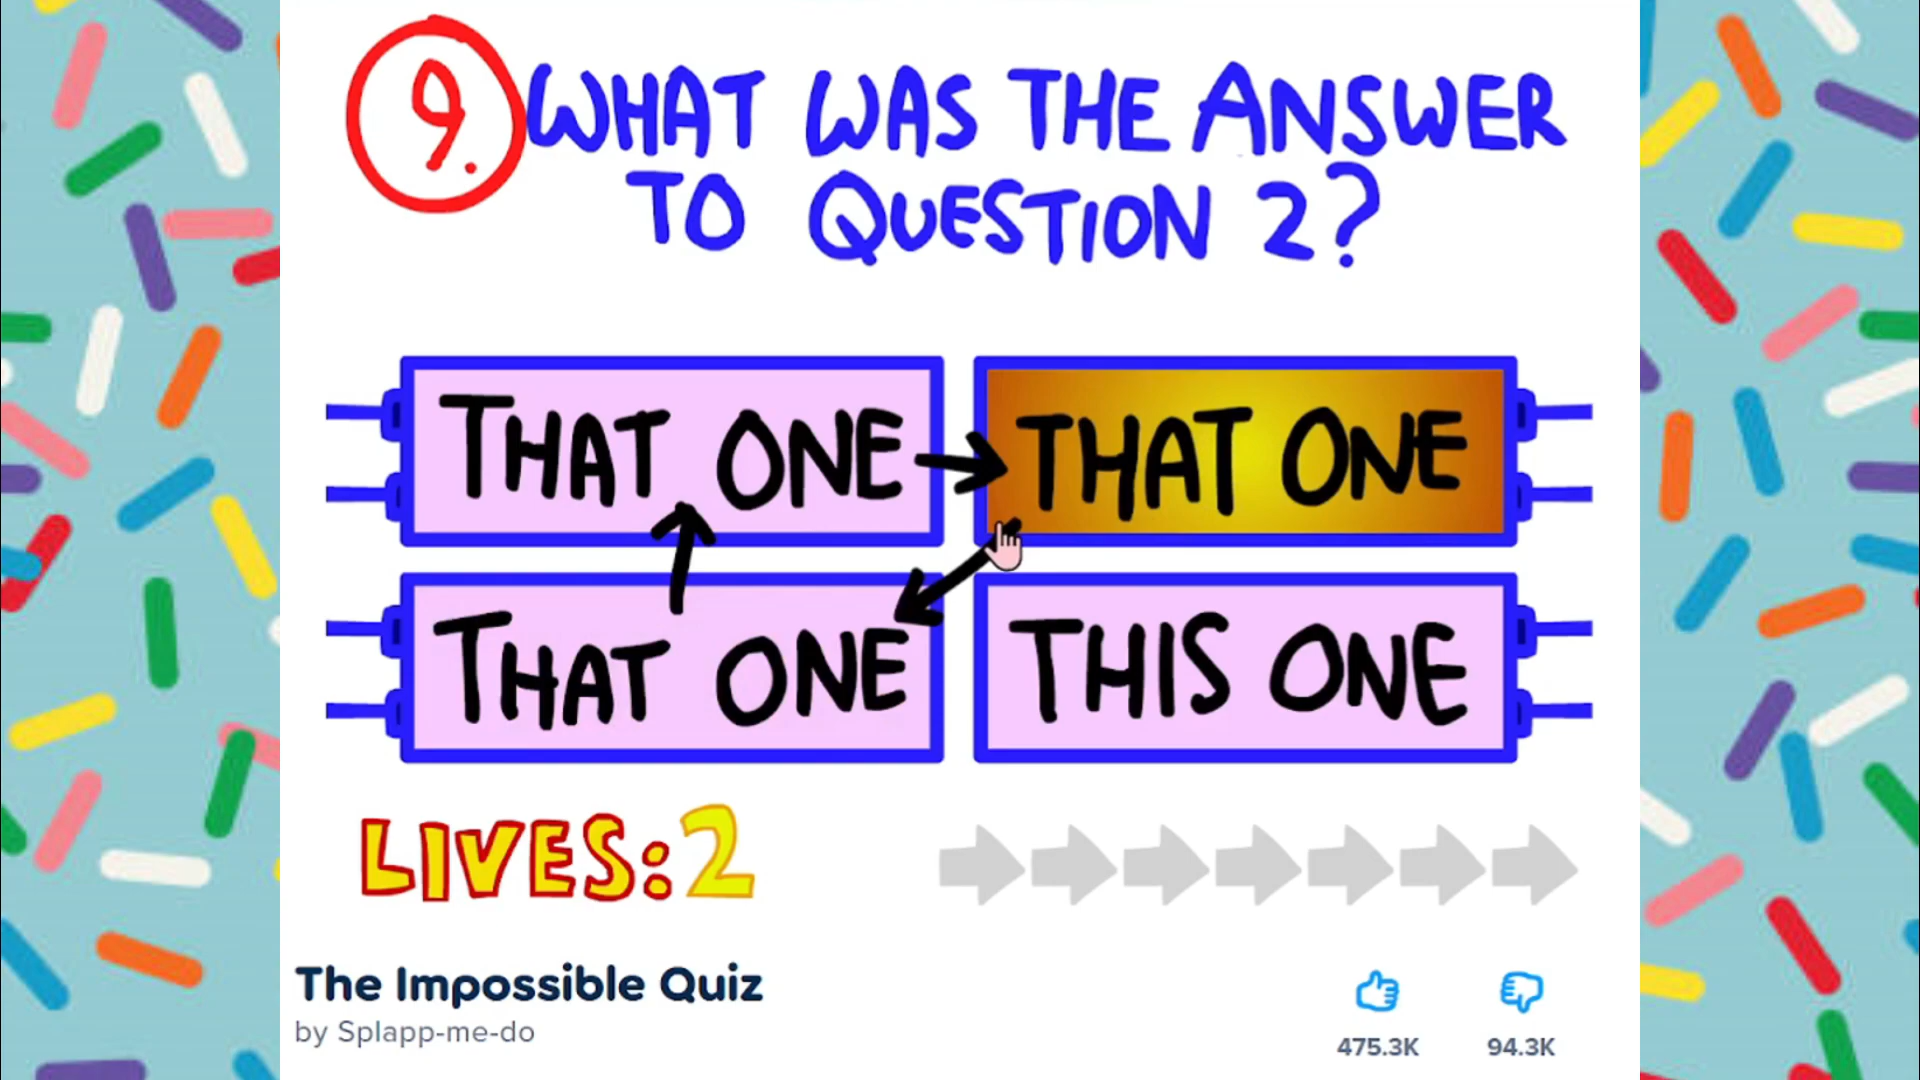 9. WHAT WAS THE ANSWER
TO QUESTION 2?
THAT ONE THAT ONE
THAT ONE THIS ONE
LIVES: 2
The Impossible Quiz
by Splapp-me-do
475.3K 94.3K